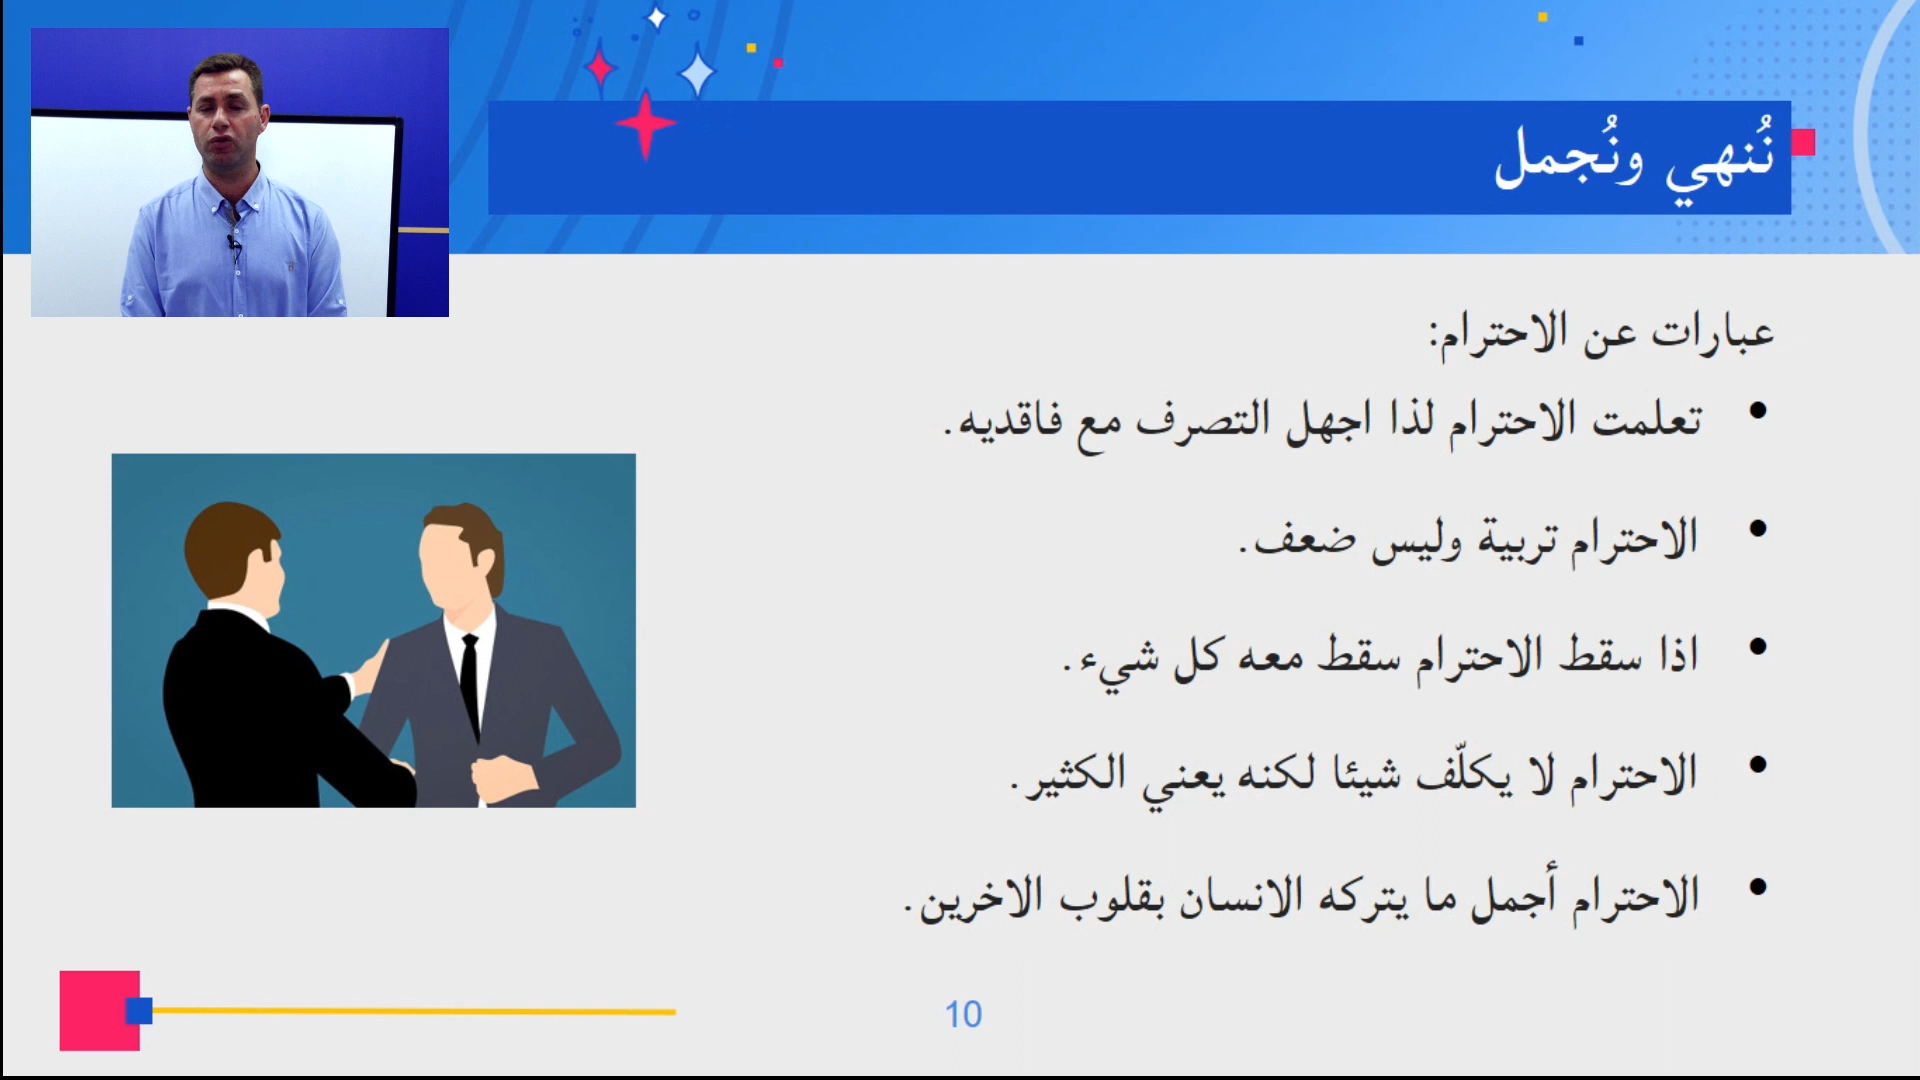 نُنهي ونُجمل
عبارات عن الاحترام:
• تعلمت الاحترام لذا اجهل التصرف مع فاقديه.
• الاحترام تربية وليس ضعف.
• اذا سقط الاحترام سقط معه كل شيء.
• الاحترام لا يكلّف شيئا لكنه يعني الكثير.
• الاحترام أجمل ما يتركه الانسان بقلوب الاخرين.
10